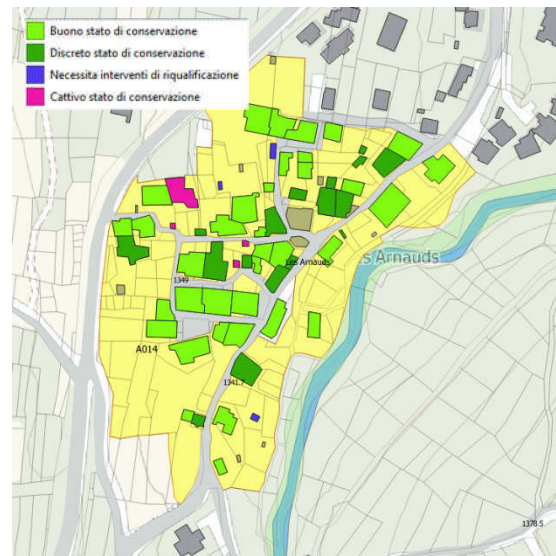 Buono stato di conservazione
Discreto stato di conservazione
Necessita interventi di riqualificazione
Cattivo stato di conservazione
Les Arnauds
s Arnauds
1349
A014
1341.7
1378.5